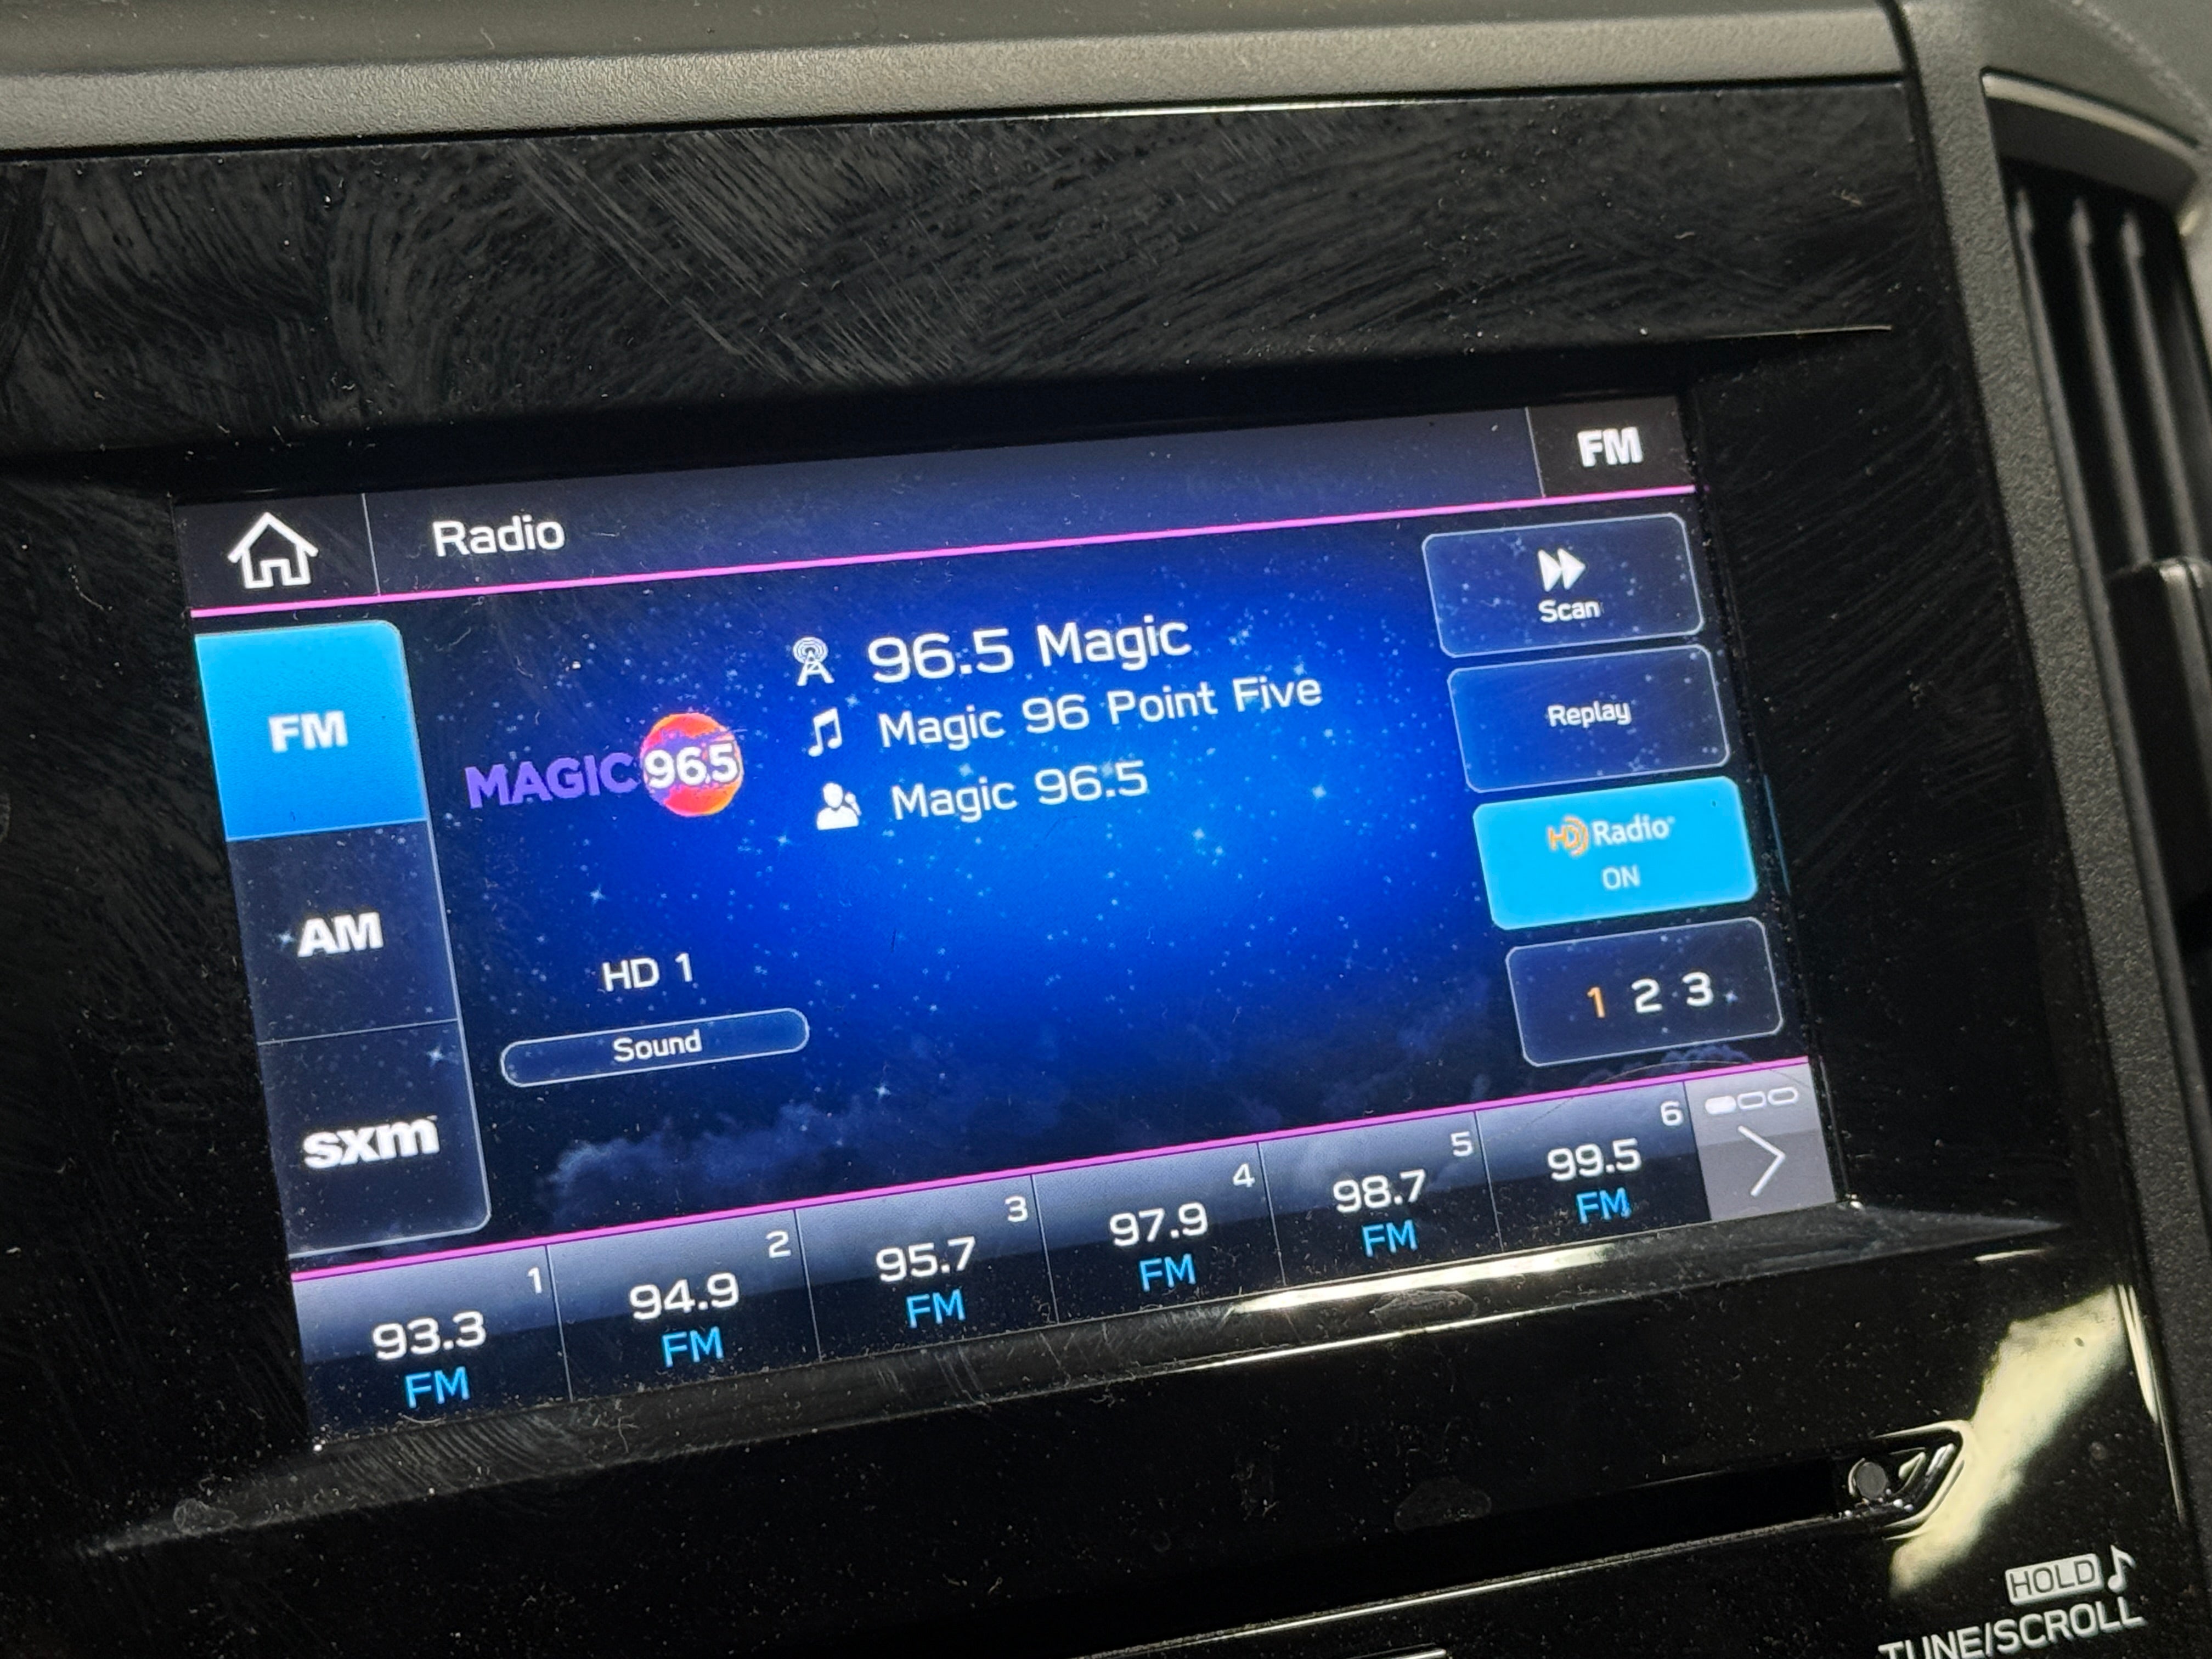 Radio
FM
FM
AM
sxm
MAGIC 96.5
96.5 Magic
Magic 96 Point Five
Magic 96.5
HD 1
Sound
Scan
Replay
HD Radio
ON
1 2 3
1
93.3
FM
2
94.9
FM
3
95.7
FM
4
97.9
FM
5
98.7
FM
6
99.5
FM
HOLD
TUNE/SCROLL